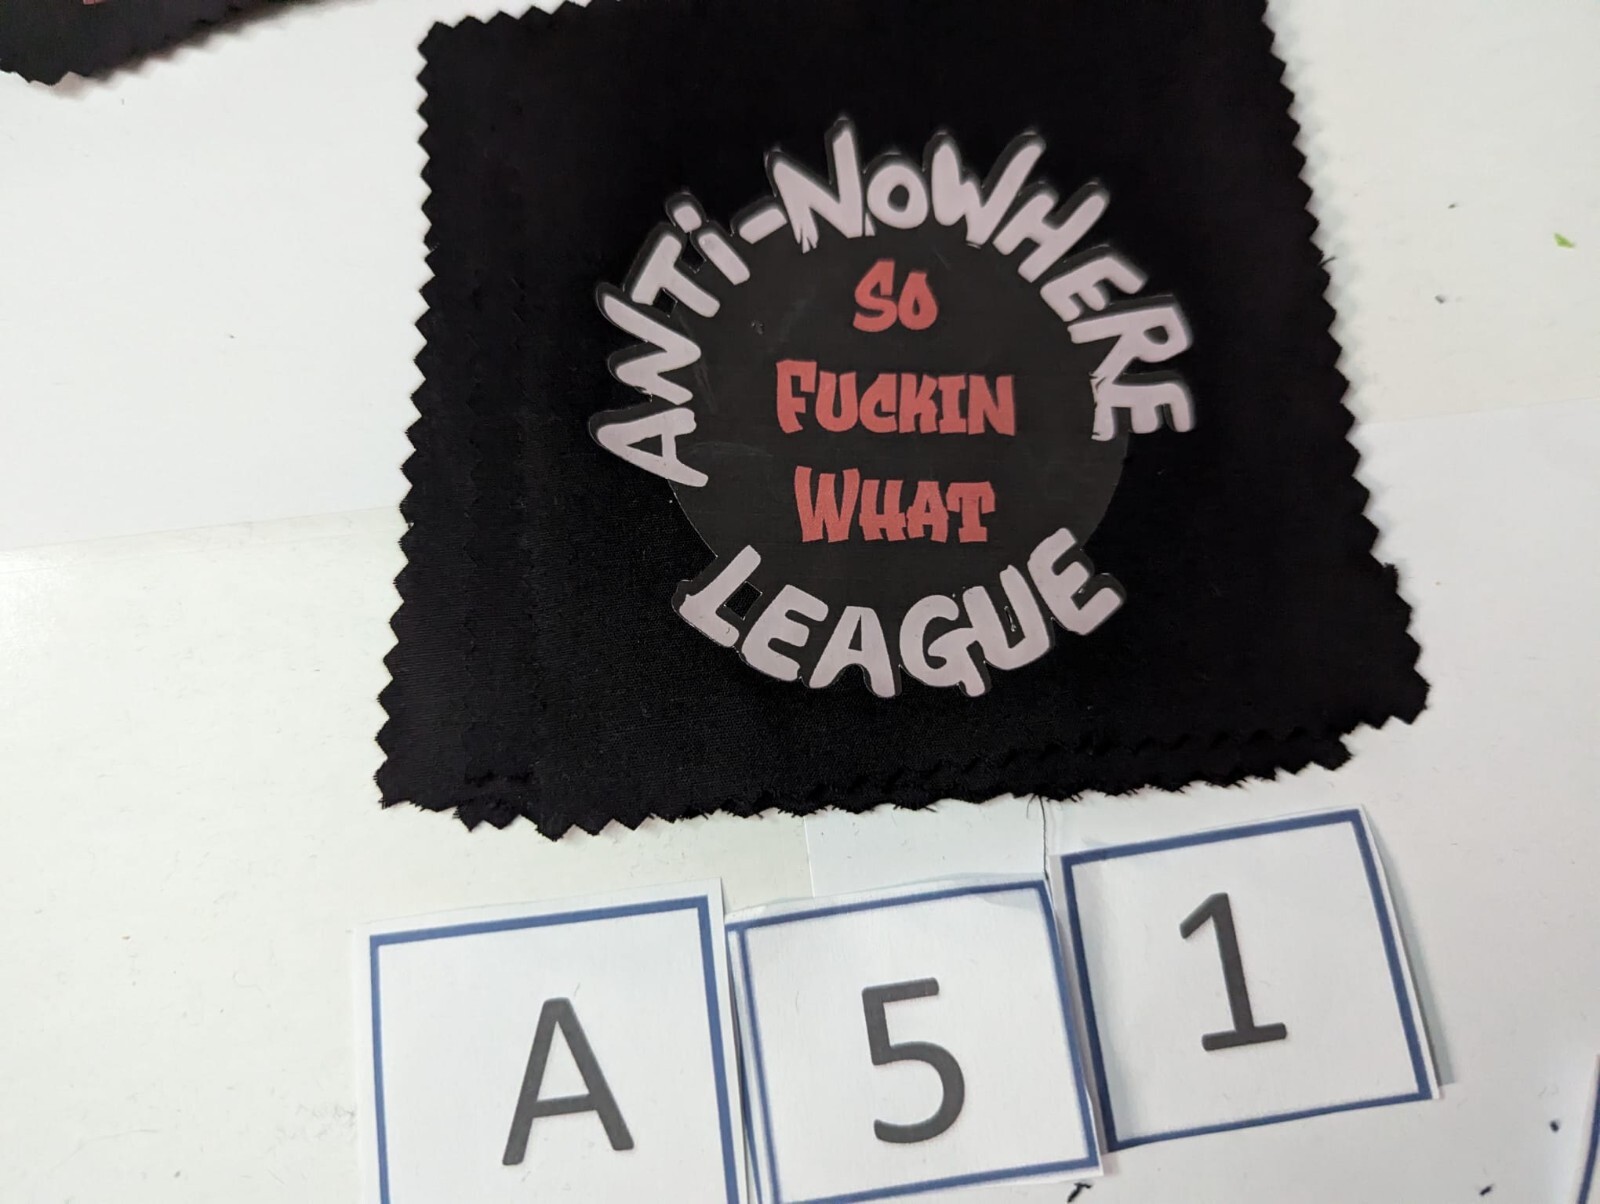 ANTi-NoWHERE
SO
FUCKIN
WHAT
LEAGUE
A 5 1